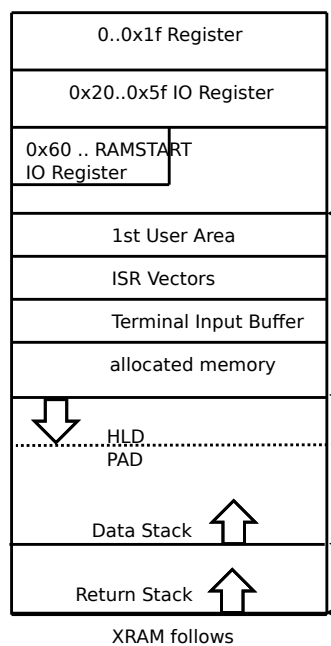 0..0x1f Register
0x20..0x5f IO Register
0x60 .. RAMSTART
IO Register
1st User Area
ISR Vectors
Terminal Input Buffer
allocated memory
HLD
PAD
Data Stack
Return Stack
XRAM follows